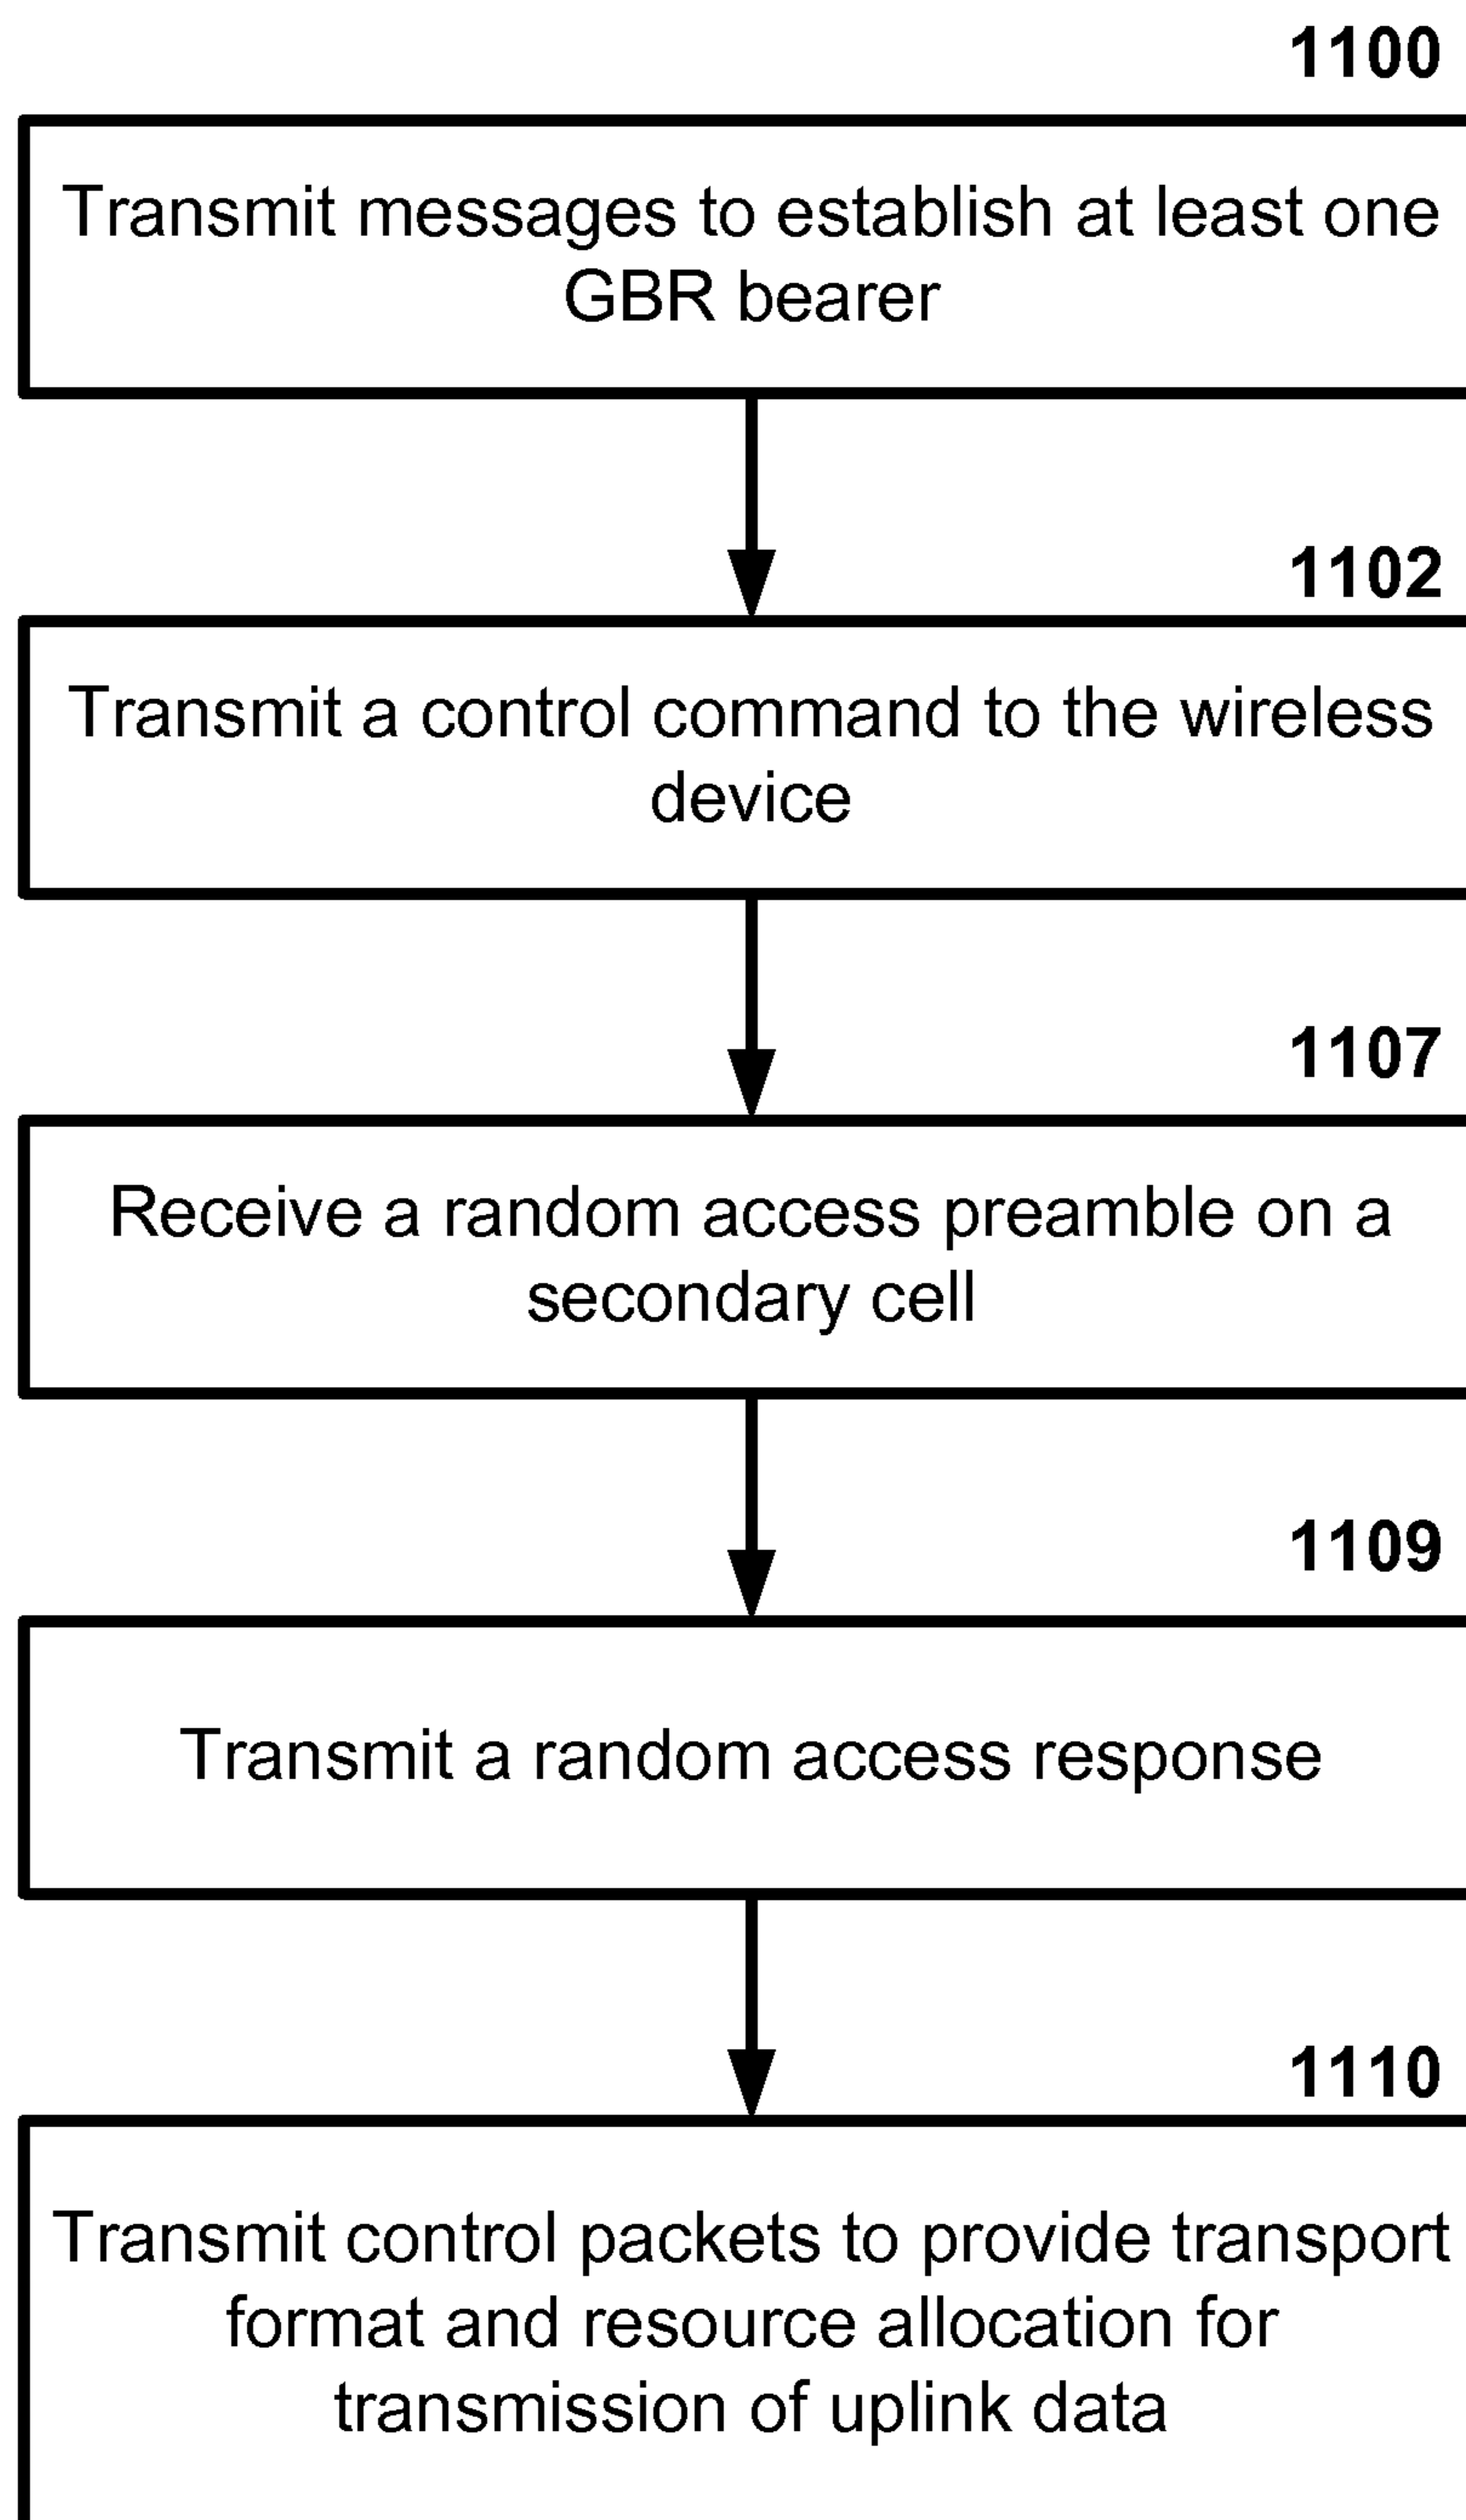 1100
Transmit messages to establish at least one
GBR bearer
1102
Transmit a control command to the wireless
device
1107
Receive a random access preamble on a
secondary cell
1109
Transmit a random access response
1110
Transmit control packets to provide transport
format and resource allocation for
transmission of uplink data